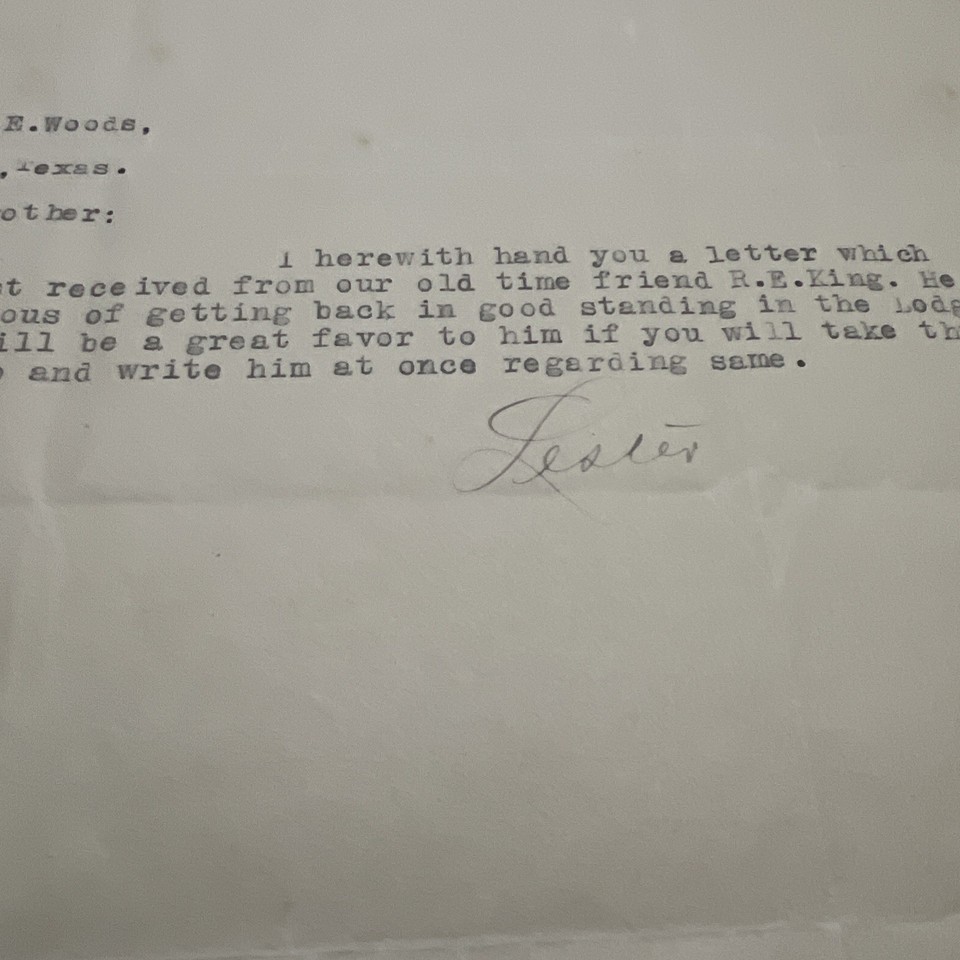 E.Woods,
,Texas.
other:
I herewith hand you a letter which
t received from our old time friend R.E.King. He
ous of getting back in good standing in the Lodg
ill be a great favor to him if you will take th
and write him at once regarding same.
Lester